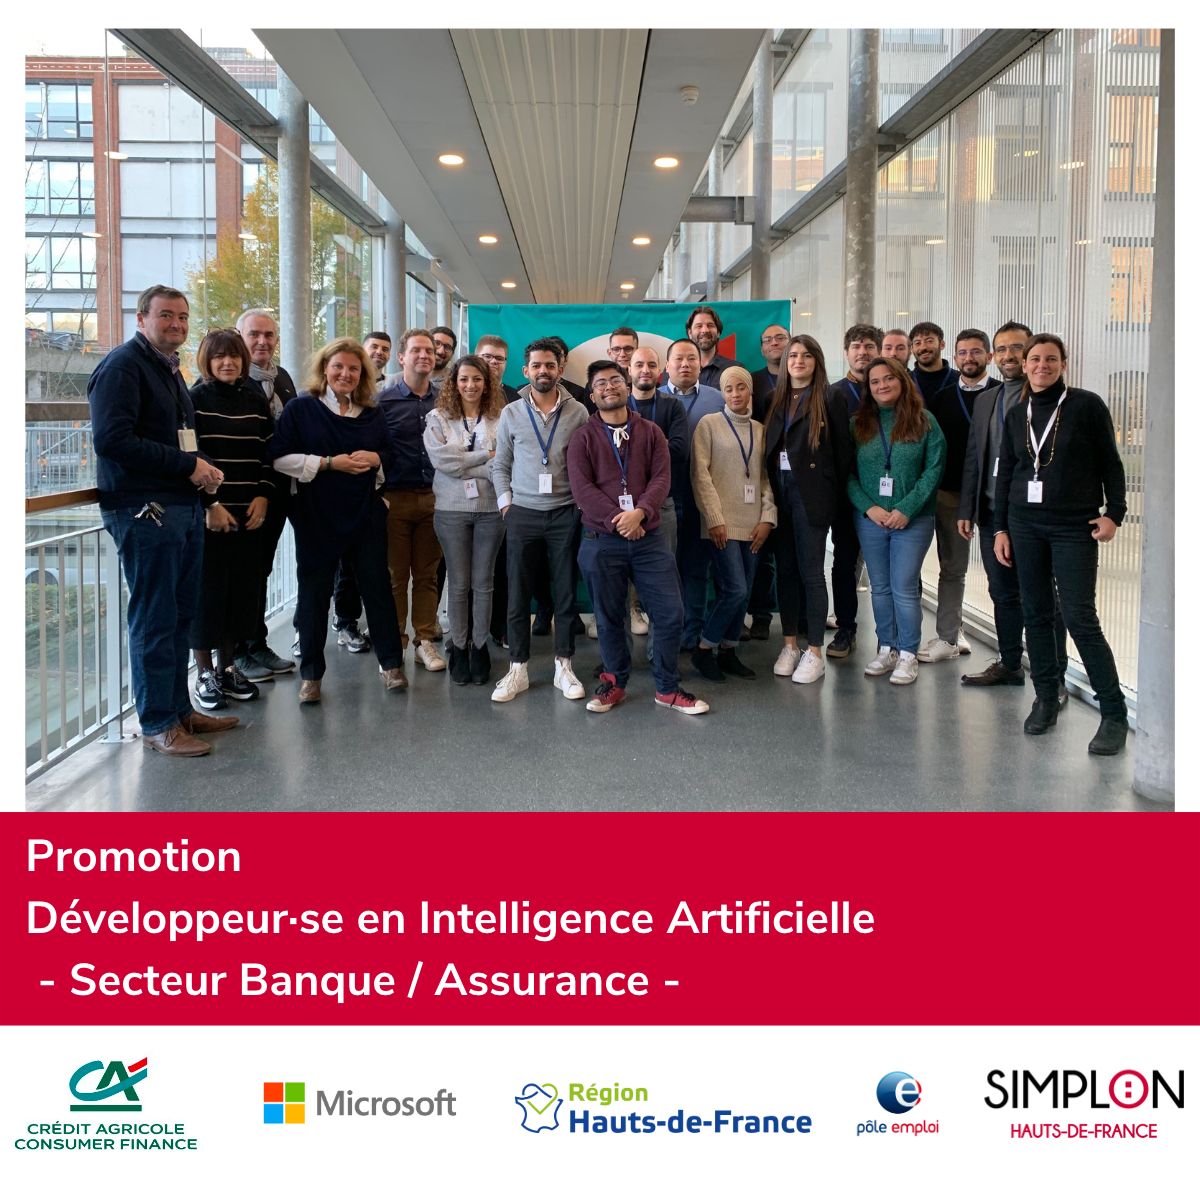 Promotion
Développeur·se en Intelligence Artificielle
- Secteur Banque / Assurance -
CA
CRÉDIT AGRICOLE
CONSUMER FINANCE
Microsoft
Région
Hauts-de-France
pôle emploi
SIMPLON
HAUTS-DE-FRANCE